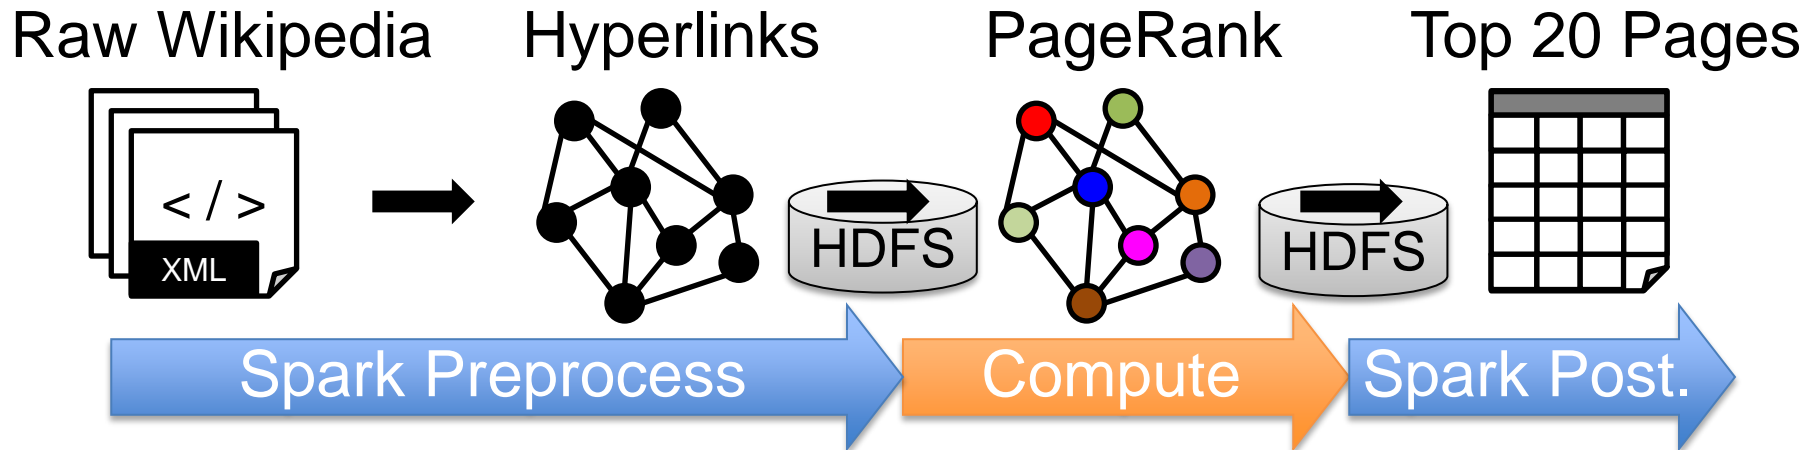 Raw Wikipedia
Hyperlinks
PageRank
Top 20 Pages
< / >
XML
HDFS
HDFS
Spark Preprocess
Compute
Spark Post.